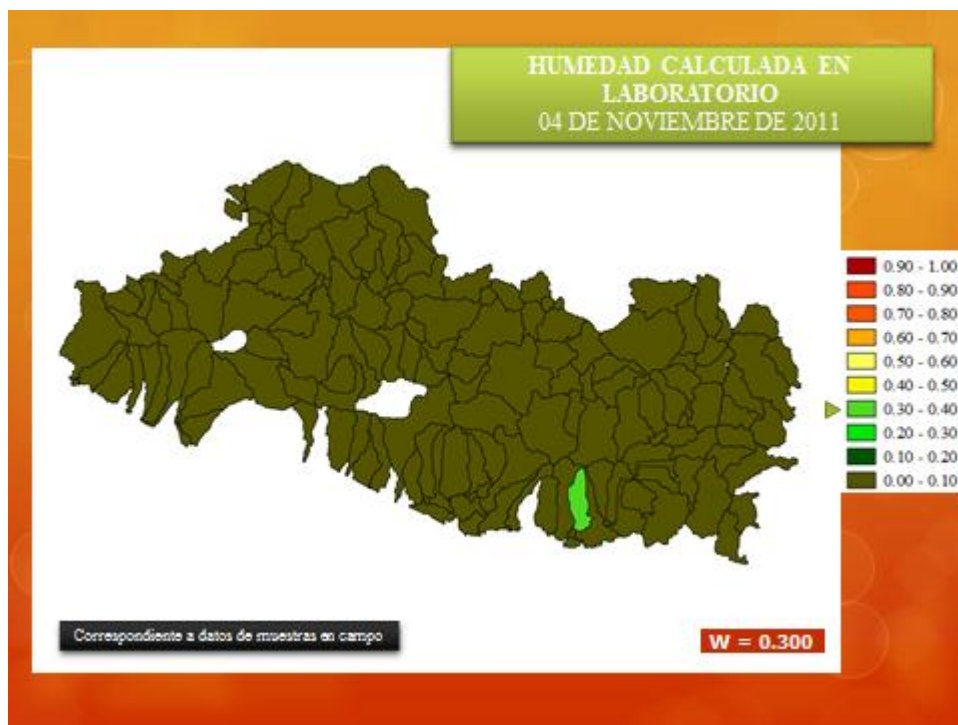 HUMEDAD CALCULADA EN
LABORATORIO
04 DE NOVIEMBRE DE 2011
0.90 - 1.00
0.80 - 0.90
0.70 - 0.80
0.60 - 0.70
0.50 - 0.60
0.40 - 0.50
0.30 - 0.40
0.20 - 0.30
0.10 - 0.20
0.00 - 0.10
Correspondiente a datos de muestras en campo
W = 0.300